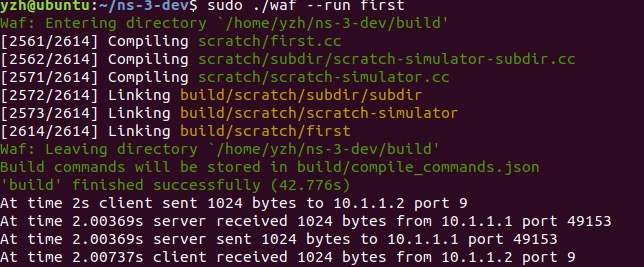 yzh@ubuntu:~/ns-3-dev$ sudo ./waf --run first
Waf: Entering directory `/home/yzh/ns-3-dev/build'
[2561/2614] Compiling scratch/first.cc
[2562/2614] Compiling scratch/subdir/scratch-simulator-subdir.cc
[2571/2614] Compiling scratch/scratch-simulator.cc
[2572/2614] Linking build/scratch/subdir/subdir
[2573/2614] Linking build/scratch/scratch-simulator
[2614/2614] Linking build/scratch/first
Waf: Leaving directory `/home/yzh/ns-3-dev/build'
Build commands will be stored in build/compile_commands.json
'build' finished successfully (42.776s)
At time 2s client sent 1024 bytes to 10.1.1.2 port 9
At time 2.00369s server received 1024 bytes from 10.1.1.1 port 49153
At time 2.00369s server sent 1024 bytes to 10.1.1.1 port 49153
At time 2.00737s client received 1024 bytes from 10.1.1.2 port 9